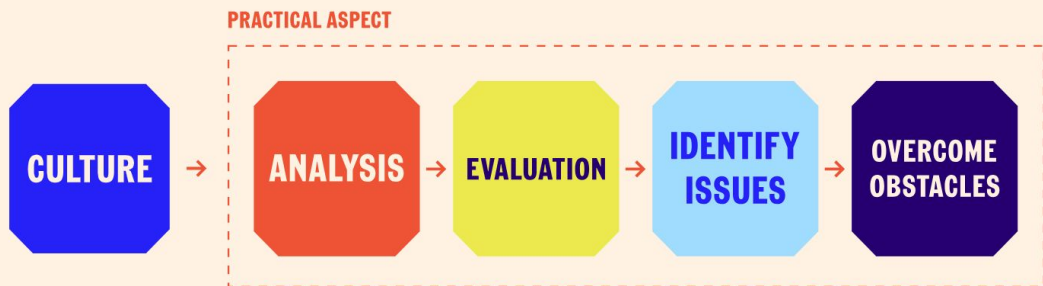 PRACTICAL ASPECT
CULTURE
ANALYSIS
EVALUATION
IDENTIFY
ISSUES
OVERCOME
OBSTACLES